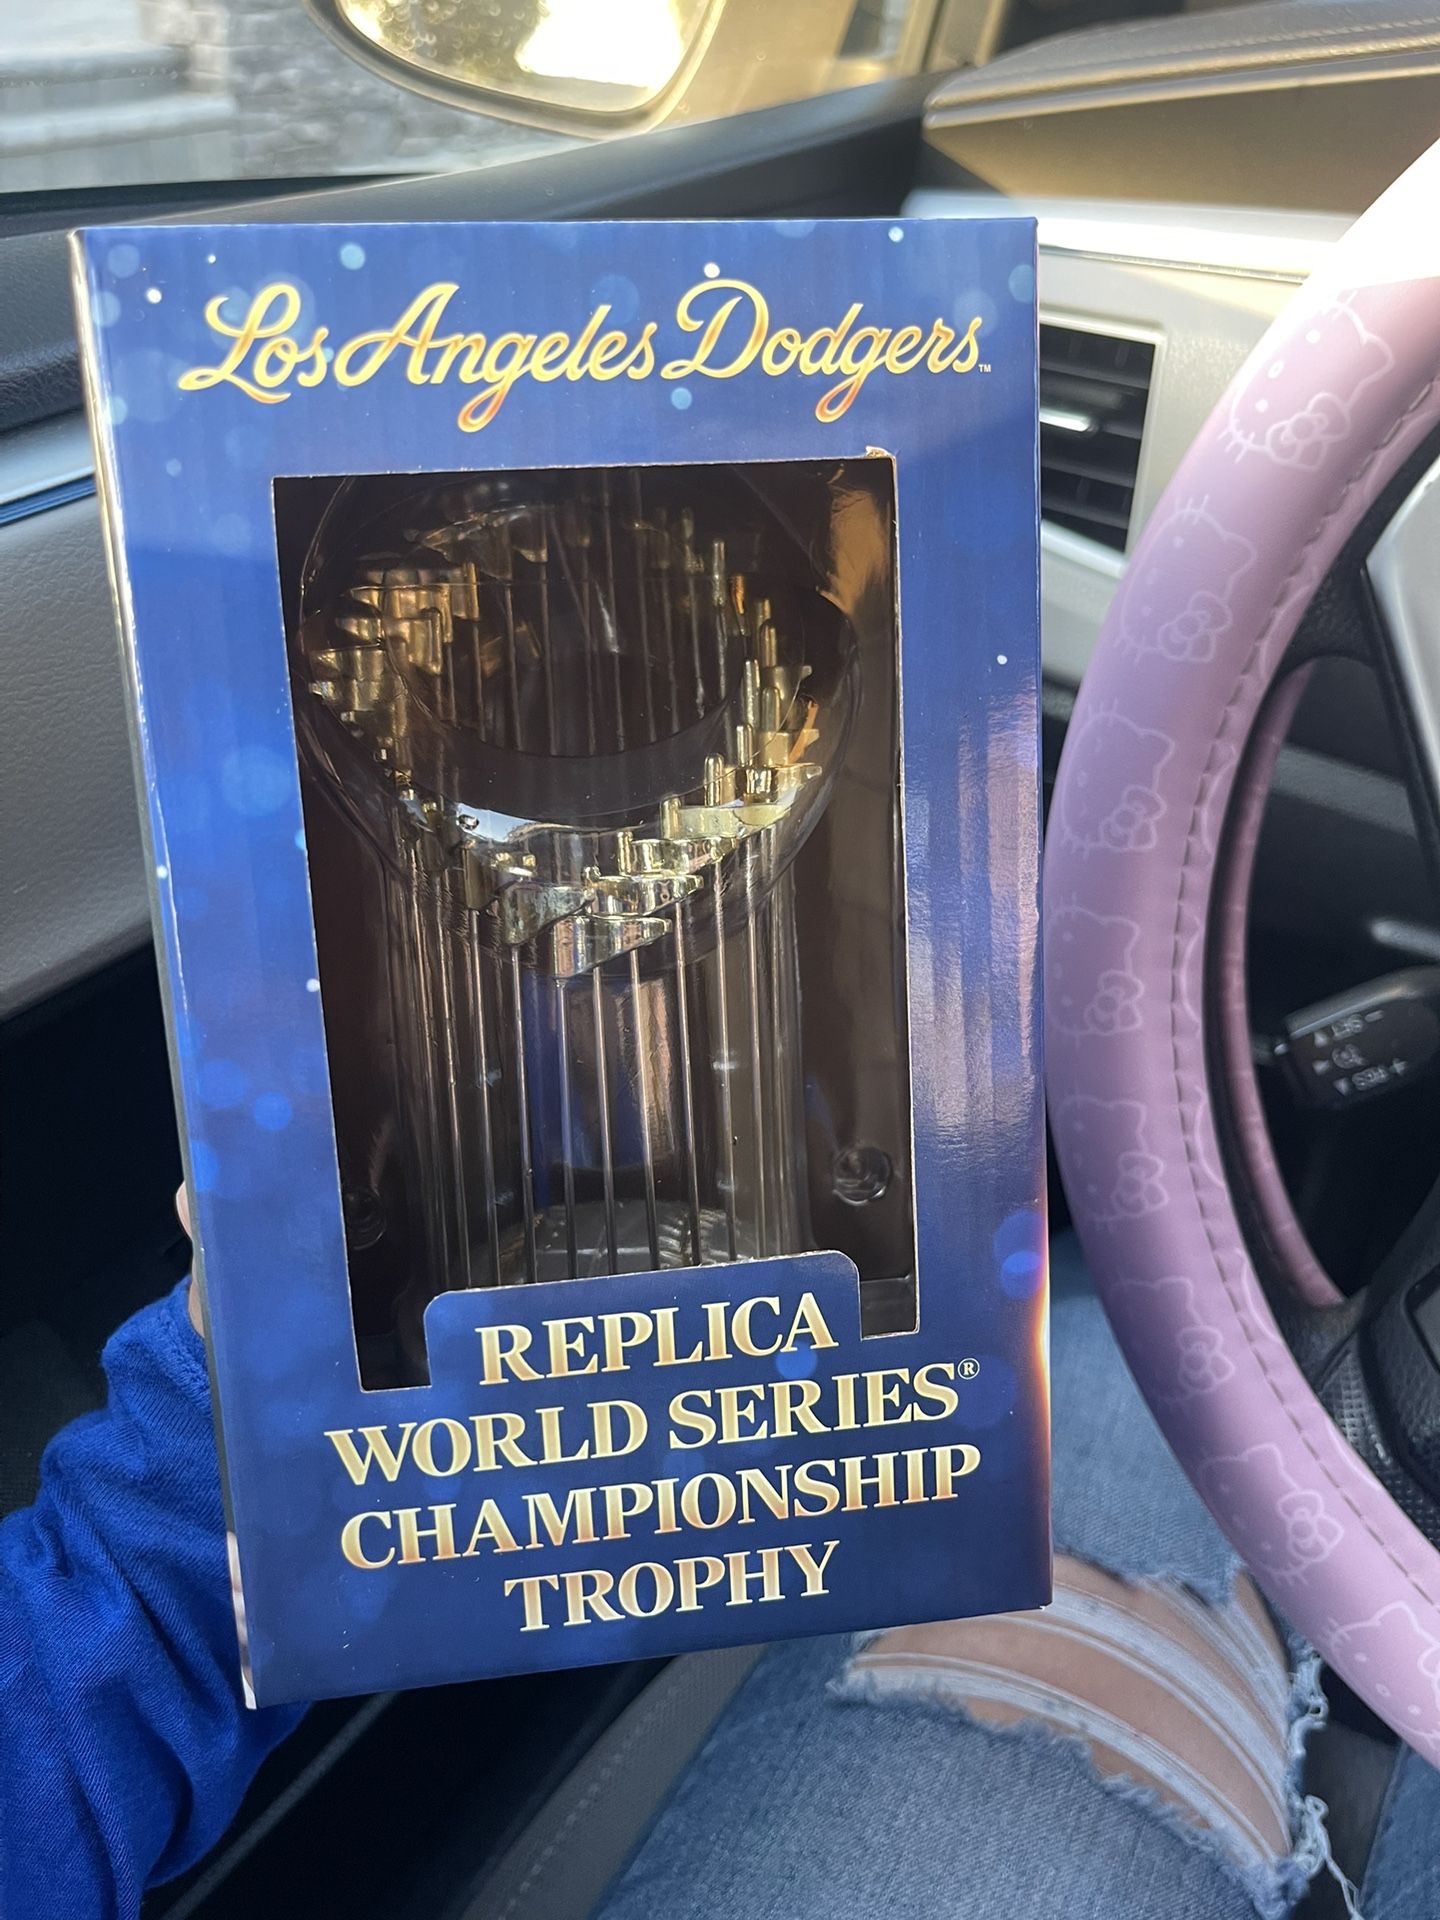 Los Angeles Dodgers™
REPLICA
WORLD SERIES®
CHAMPIONSHIP
TROPHY